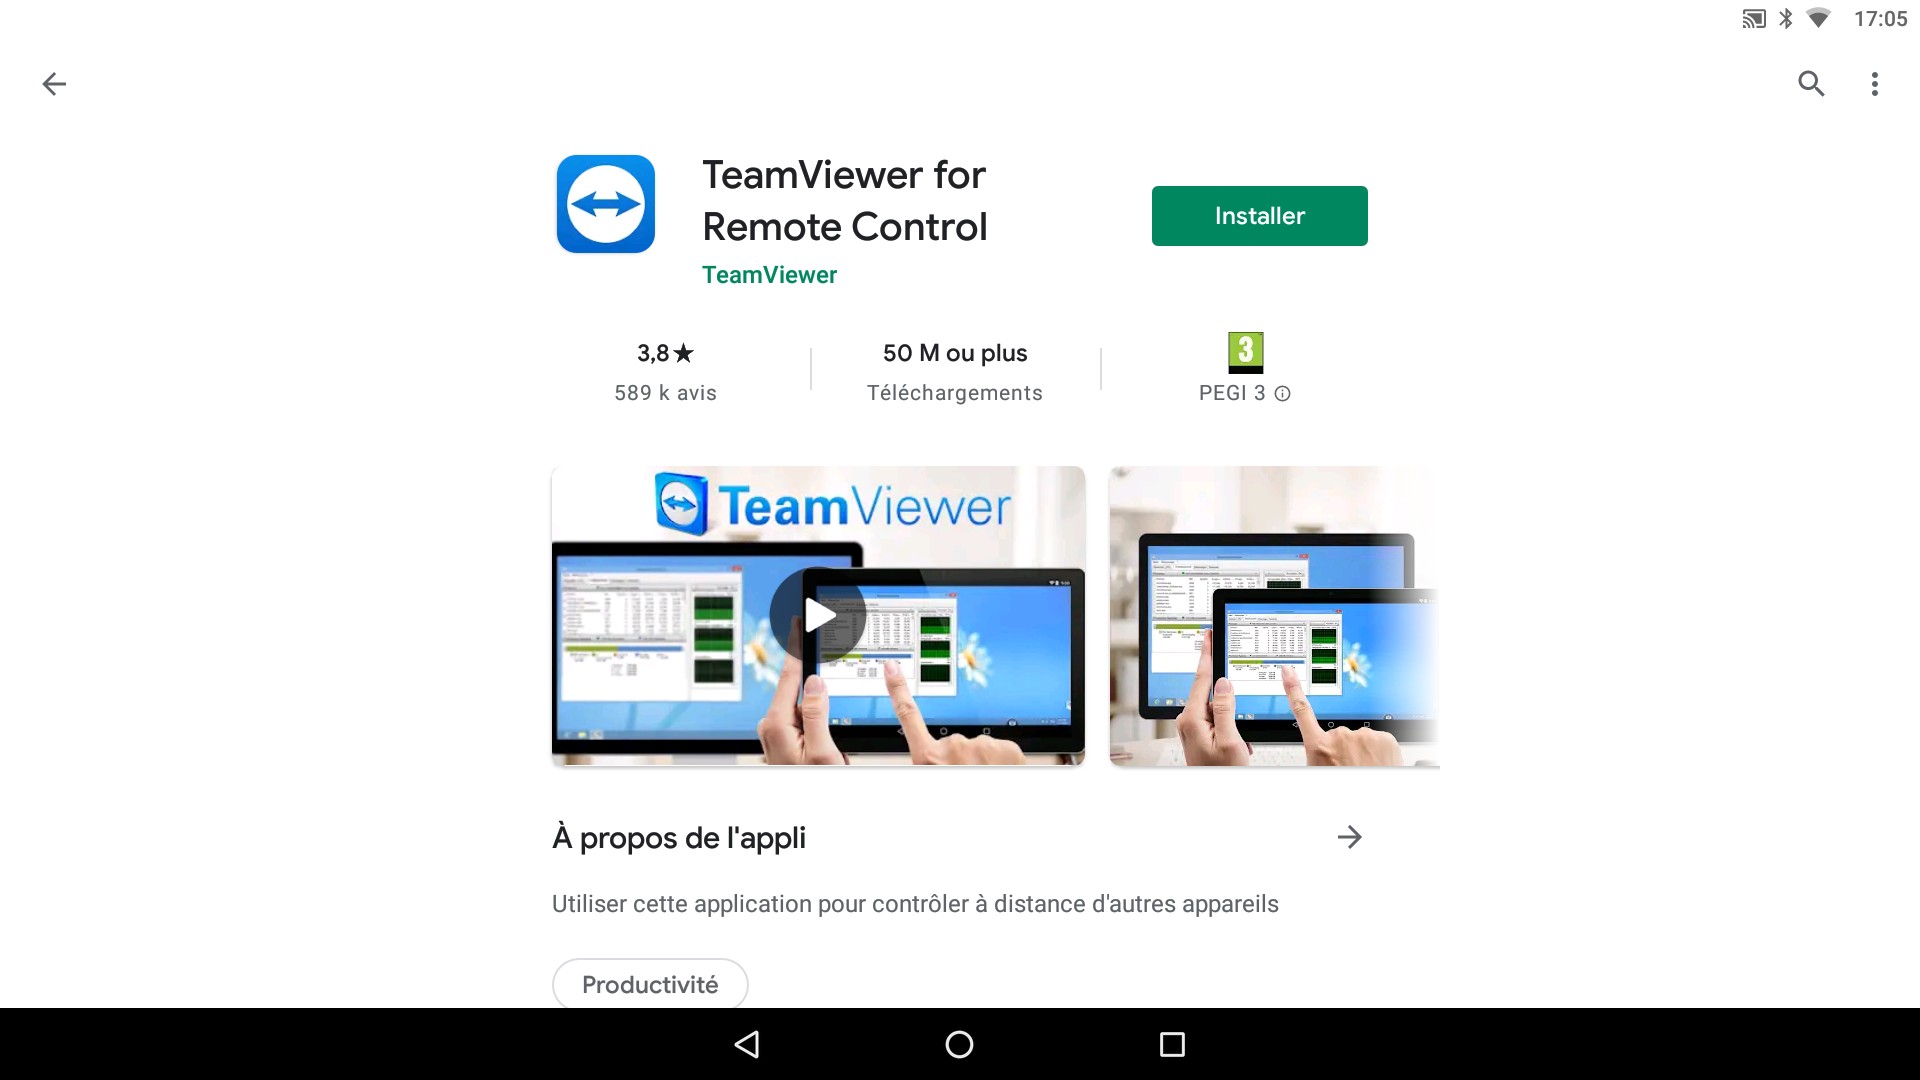 17:05
TeamViewer for
Remote Control
Installer
TeamViewer
3,8★
50 M ou plus
3
589 k avis
Téléchargements
PEGI 3
TeamViewer
À propos de l'appli
Utiliser cette application pour contrôler à distance d'autres appareils
Productivité